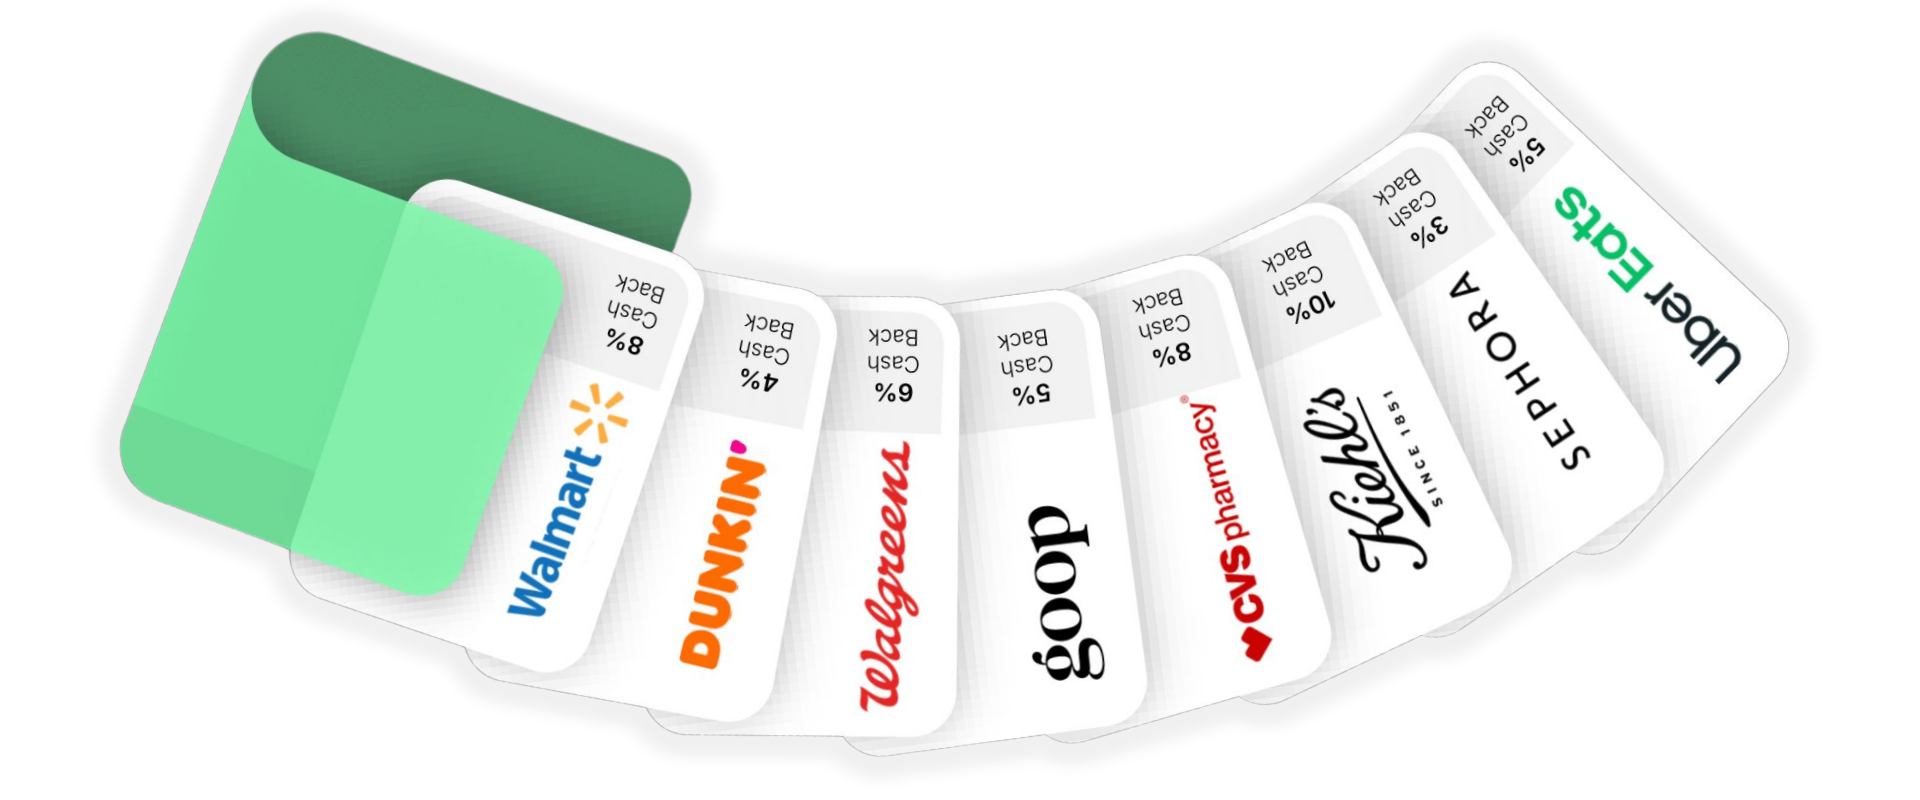 8%
Cash
Back
Walmart
4%
Cash
Back
DUNKIN'
6%
Cash
Back
Walgreens
5%
Cash
Back
goop
8%
Cash
Back
CVS pharmacy®
10%
Cash
Back
Kiehl's
SINCE 1851
3%
Cash
Back
SEPHORA
5%
Cash
Back
Uber Eats